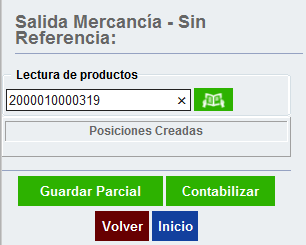 Salida Mercancía - Sin
Referencia:
Lectura de productos
2000010000319 ×
Posiciones Creadas
Guardar Parcial Contabilizar
Volver Inicio